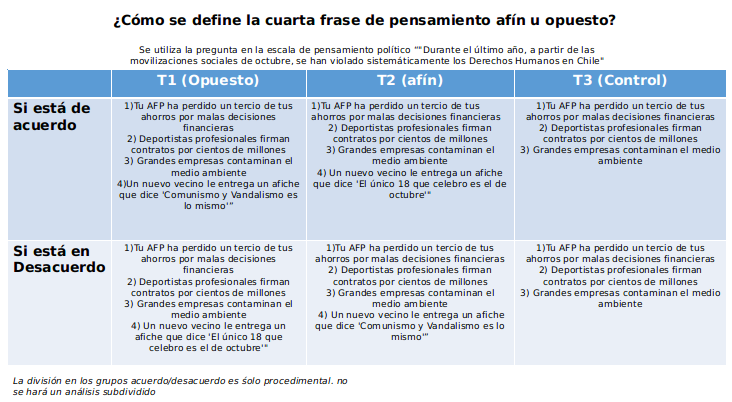 ¿Cómo se define la cuarta frase de pensamiento afín u opuesto?
Se utiliza la pregunta en la escala de pensamiento político “"Durante el último año, a partir de las
movilizaciones sociales de octubre, se han violado sistemáticamente los Derechos Humanos en Chile"
T1 (Opuesto)
T2 (afín)
T3 (Control)
Si está de
acuerdo
1)Tu AFP ha perdido un tercio de tus
ahorros por malas decisiones
financieras
2) Deportistas profesionales firman
contratos por cientos de millones
3) Grandes empresas contaminan el
medio ambiente
4)Un nuevo vecino le entrega un afiche
que dice 'Comunismo y Vandalismo es
lo mismo'”
1)Tu AFP ha perdido un tercio de tus
ahorros por malas decisiones financieras
2) Deportistas profesionales firman
contratos por cientos de millones
3) Grandes empresas contaminan el
medio ambiente
4) Un nuevo vecino le entrega un afiche
que dice 'El único 18 que celebro es el de
octubre'"
1)Tu AFP ha perdido un tercio de tus
ahorros por malas decisiones financieras
2) Deportistas profesionales firman
contratos por cientos de millones
3) Grandes empresas contaminan el medio
ambiente
Si está en
Desacuerdo
1)Tu AFP ha perdido un tercio de tus
ahorros por malas decisiones
financieras
2) Deportistas profesionales firman
contratos por cientos de millones
3) Grandes empresas contaminan el
medio ambiente
4) Un nuevo vecino le entrega un
afiche que dice 'El único 18 que
celebro es el de octubre'"
1)Tu AFP ha perdido un tercio de tus
ahorros por malas decisiones financieras
2) Deportistas profesionales firman
contratos por cientos de millones
3) Grandes empresas contaminan el
medio ambiente
4) Un nuevo vecino le entrega un afiche
que dice 'Comunismo y Vandalismo es lo
mismo'”
1)Tu AFP ha perdido un tercio de tus
ahorros por malas decisiones financieras
2) Deportistas profesionales firman
contratos por cientos de millones
3) Grandes empresas contaminan el medio
ambiente
La división en los grupos acuerdo/desacuerdo es śolo procedimental. no
se hará un análisis subdividido